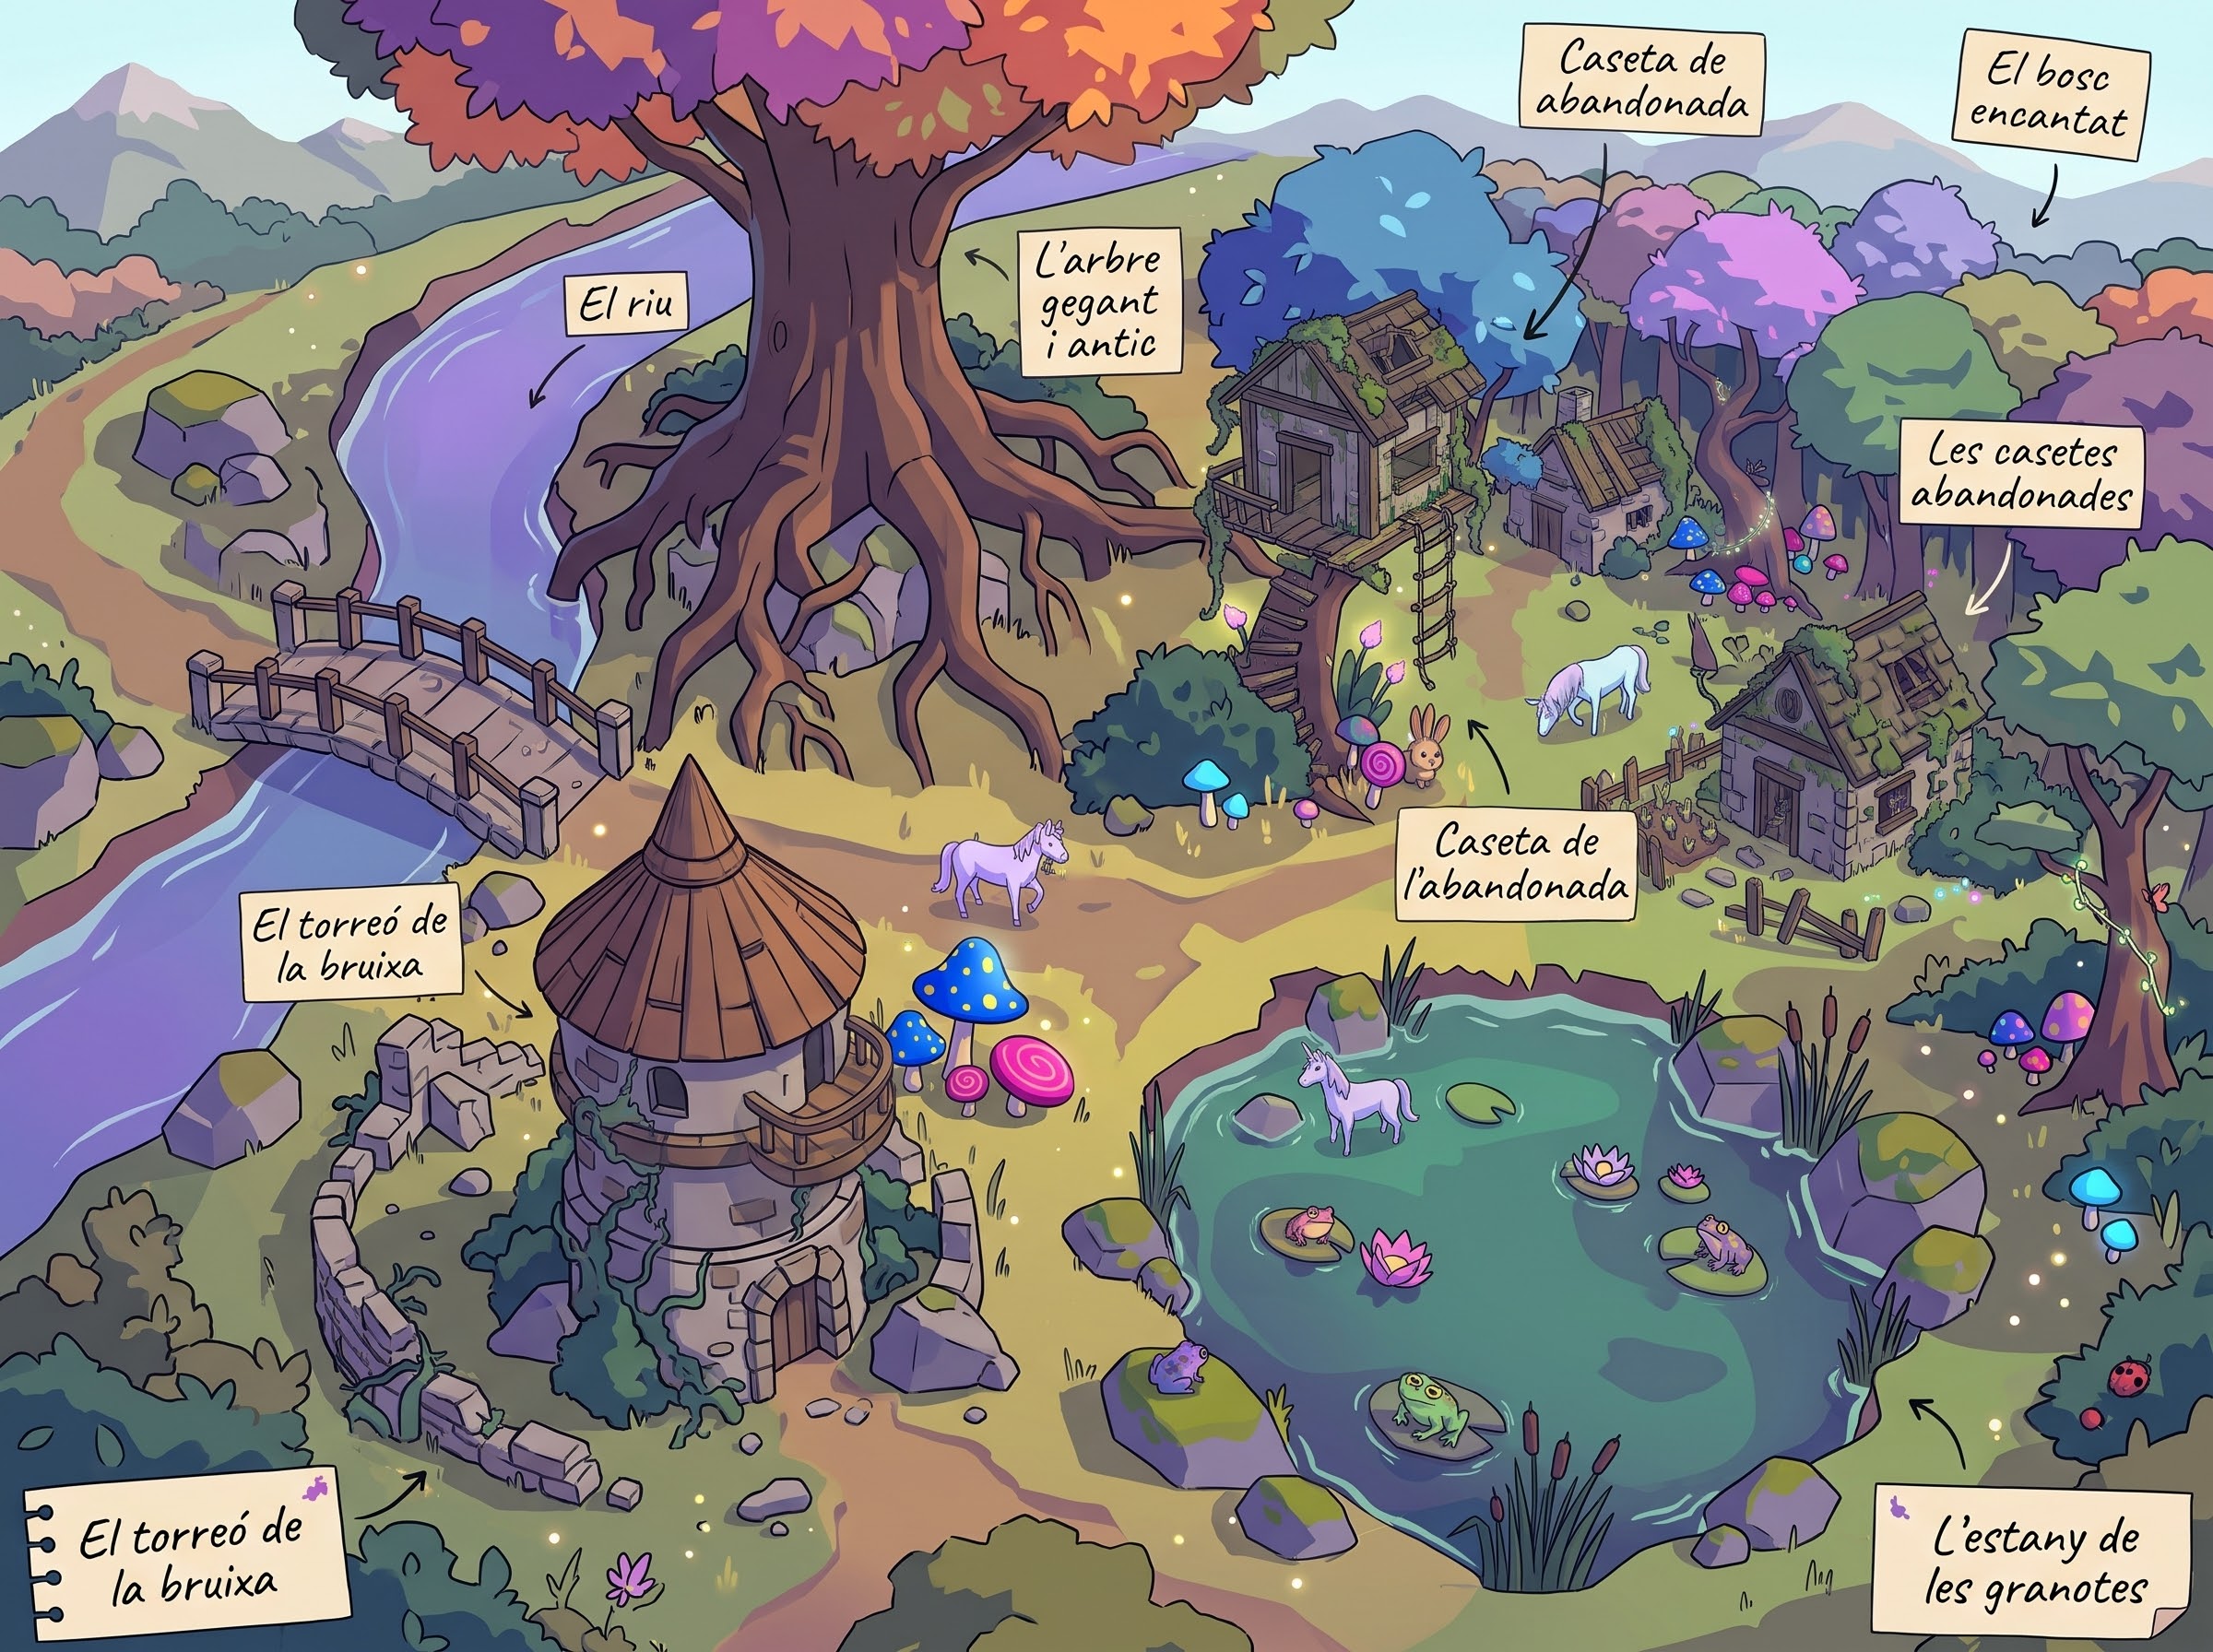 Caseta de
abandonada
El bosc
encantat
L'arbre
gegant
i antic
El riu
Les casetes
abandonades
Caseta de
l'abandonada
El torreó de
la bruixa
El torreó de
la bruixa
L'estany de
les granotes